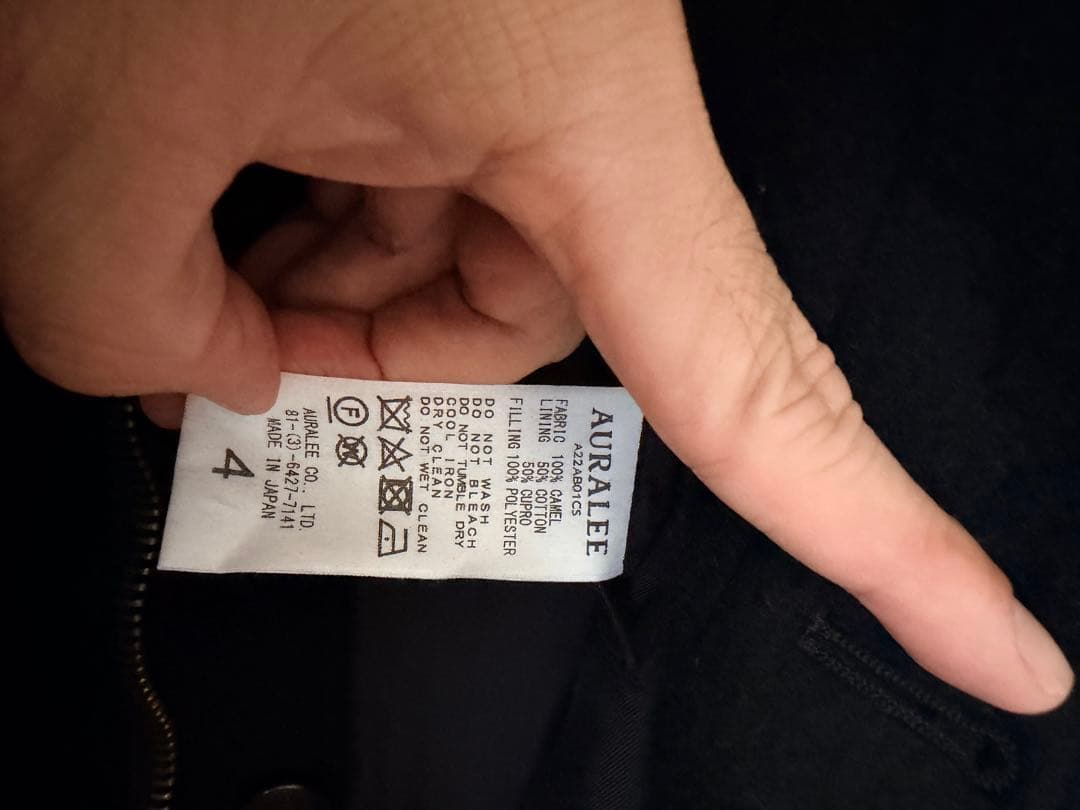 AURALEE
A22AB01CS
FABRIC 100% CAMEL
LINING 50% COTTON
50% CUPRO
FILLING 100% POLYESTER
DO NOT WASH
DO NOT BLEACH
DO NOT TUMBLE DRY
COOL IRON
DRY CLEAN
DO NOT WET CLEAN
F
W
AURALEE CO., LTD.
81-(3)-6427-7141
MADE IN JAPAN
4